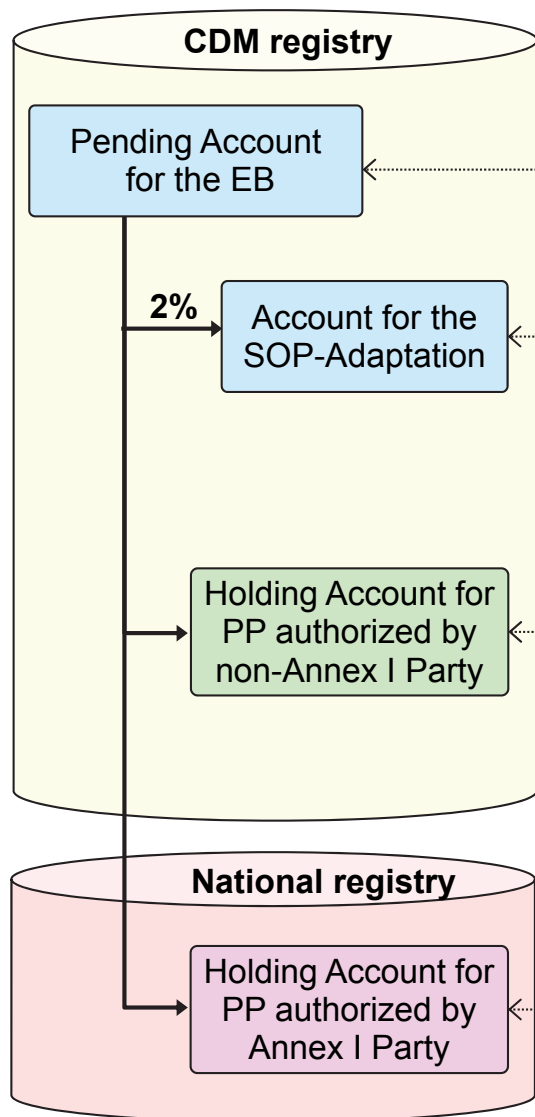 CDM registry
Pending Account
for the EB
2%
Account for the
SOP-Adaptation
Holding Account for
PP authorized by
non-Annex I Party
National registry
Holding Account for
PP authorized by
Annex I Party